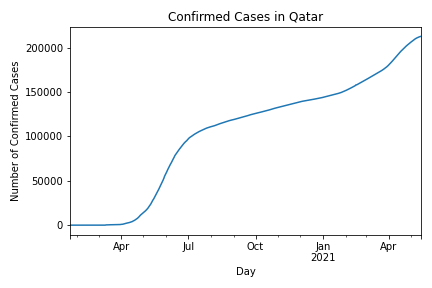 Confirmed Cases in Qatar
Number of Confirmed Cases
200000
150000
100000
50000
0
Apr
Jul
Oct
Jan
2021
Apr
Day